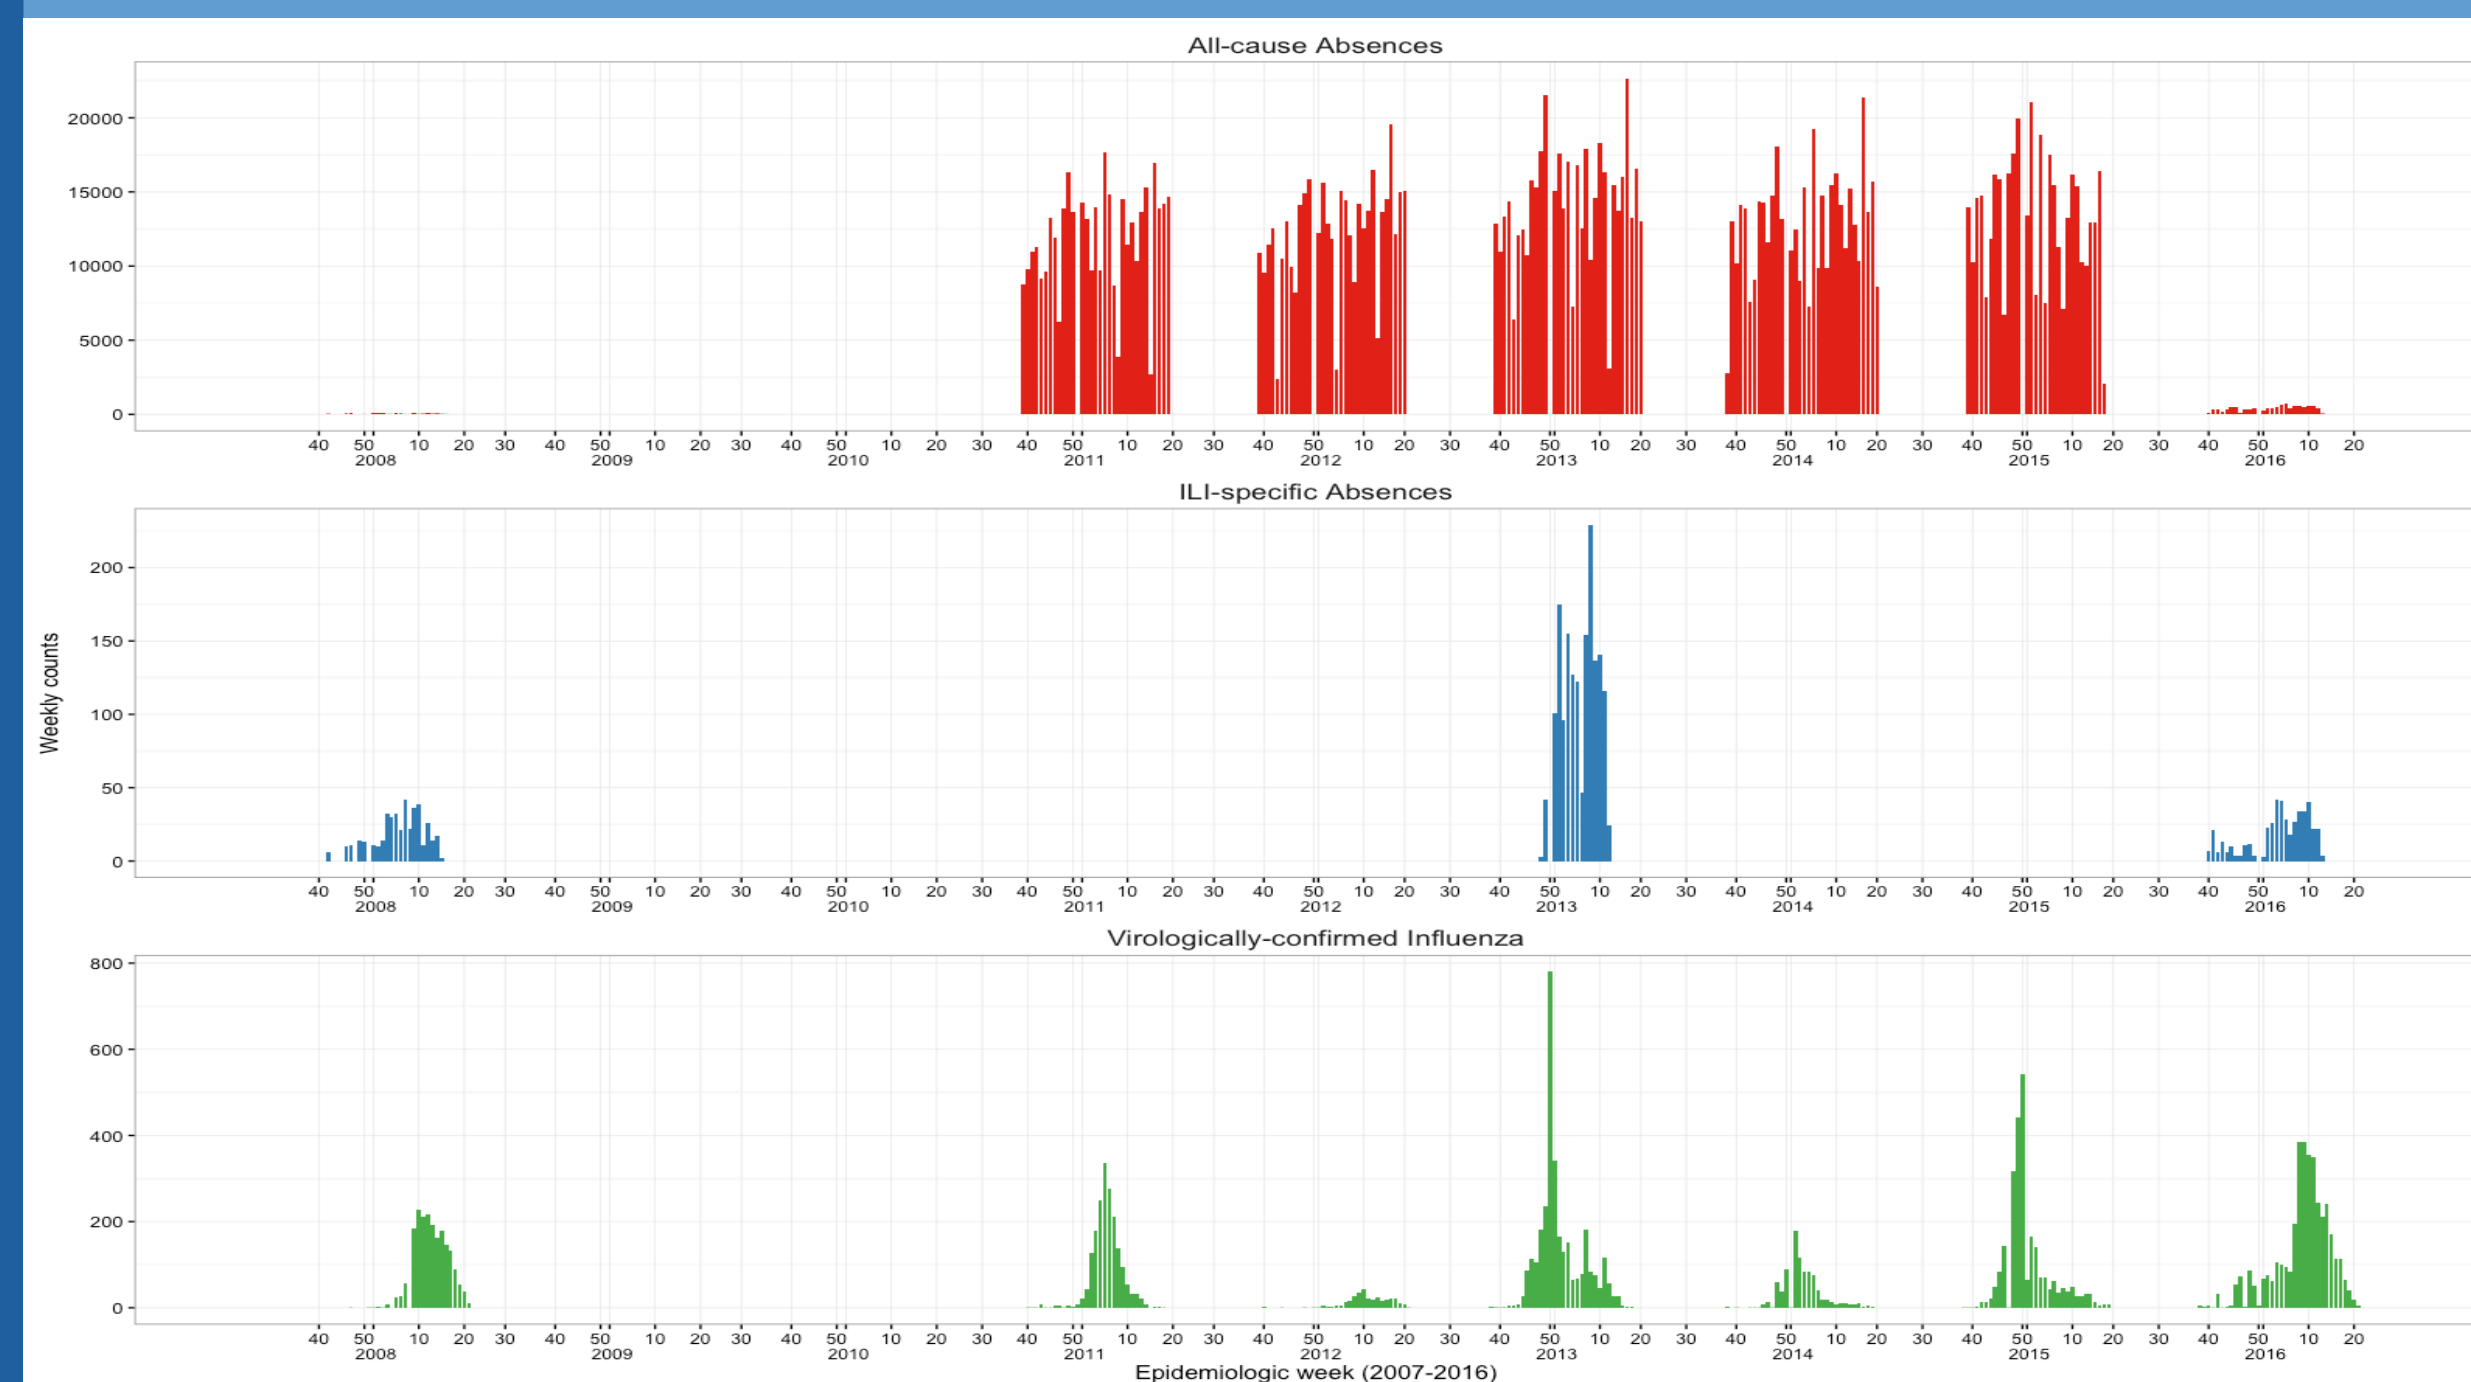 All-cause Absences
20000
15000
10000
5000
0
40 50 10 20 30 40 50 10 20 30 40 50 10 20 30 40 50 10 20 30 40 50 10 20 30 40 50 10 20 30 40 50 10 20 30 40 50 10 20 30 40 50 10 20
2008 2009 2010 2011 2012 2013 2014 2015 2016
ILI-specific Absences
Weekly counts
200
150
100
50
0
40 50 10 20 30 40 50 10 20 30 40 50 10 20 30 40 50 10 20 30 40 50 10 20 30 40 50 10 20 30 40 50 10 20 30 40 50 10 20 30 40 50 10 20
2008 2009 2010 2011 2012 2013 2014 2015 2016
Virologically-confirmed Influenza
800
600
400
200
0
40 50 10 20 30 40 50 10 20 30 40 50 10 20 30 40 50 10 20 30 40 50 10 20 30 40 50 10 20 30 40 50 10 20 30 40 50 10 20 30 40 50 10 20
2008 2009 2010 2011 2012 2013 2014 2015 2016
Epidemiologic week (2007-2016)